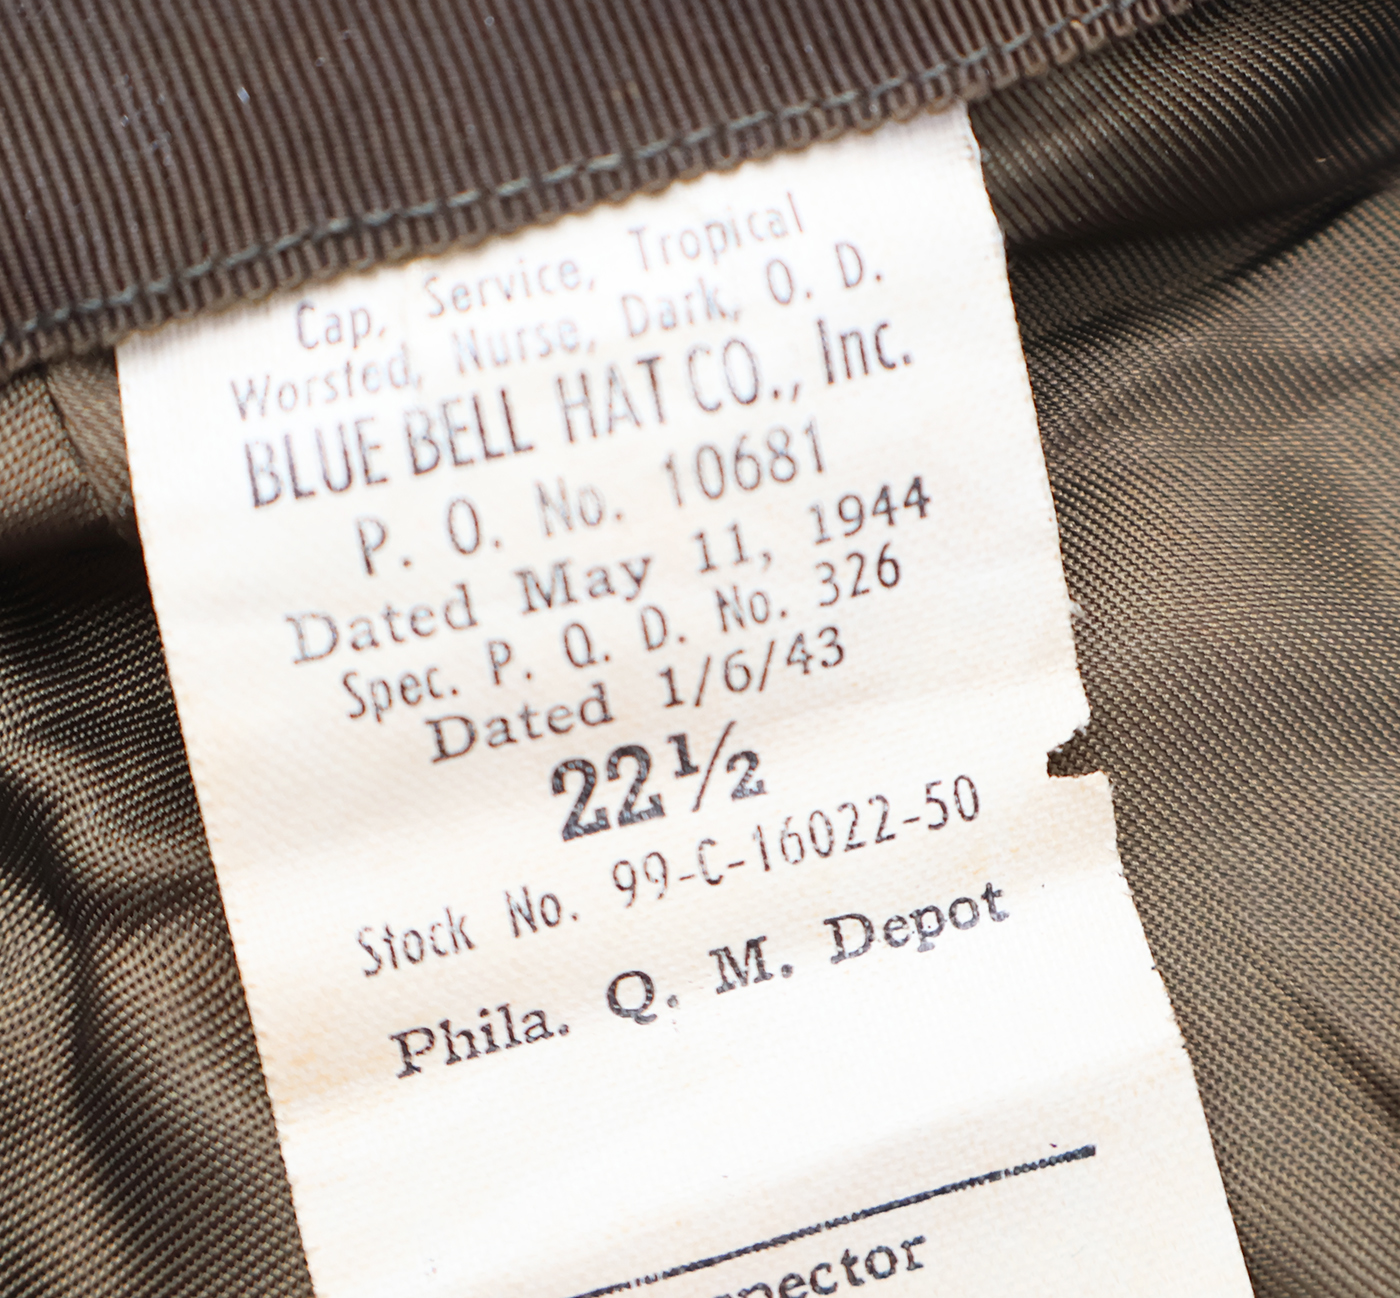 Cap, Service, Tropical
Worsted, Nurse, Dark, O. D.
BLUE BELL HAT CO., Inc.
P. O. No. 10681
Dated May 11, 1944
Spec. P. Q. D. No. 326
Dated 1/6/43
22½
Stock No. 99-C-16022-50
Phila. Q. M. Depot